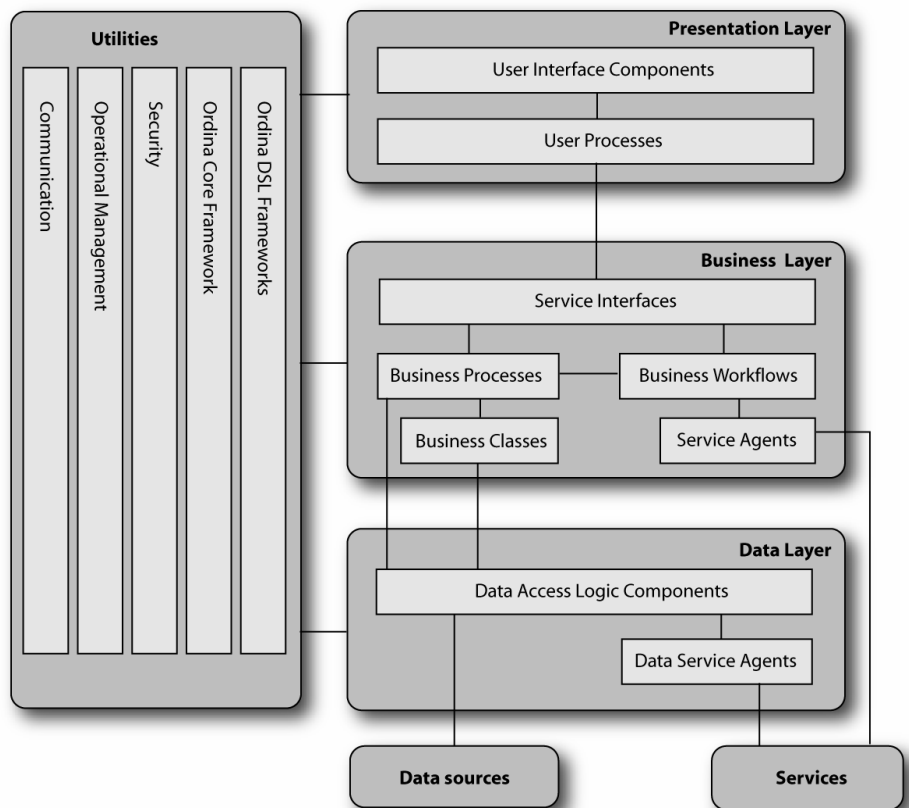 Utilities
Communication
Operational Management
Security
Ordina Core Framework
Ordina DSL Frameworks
Presentation Layer
User Interface Components
User Processes
Business Layer
Service Interfaces
Business Processes
Business Workflows
Business Classes
Service Agents
Data Layer
Data Access Logic Components
Data Service Agents
Data sources
Services